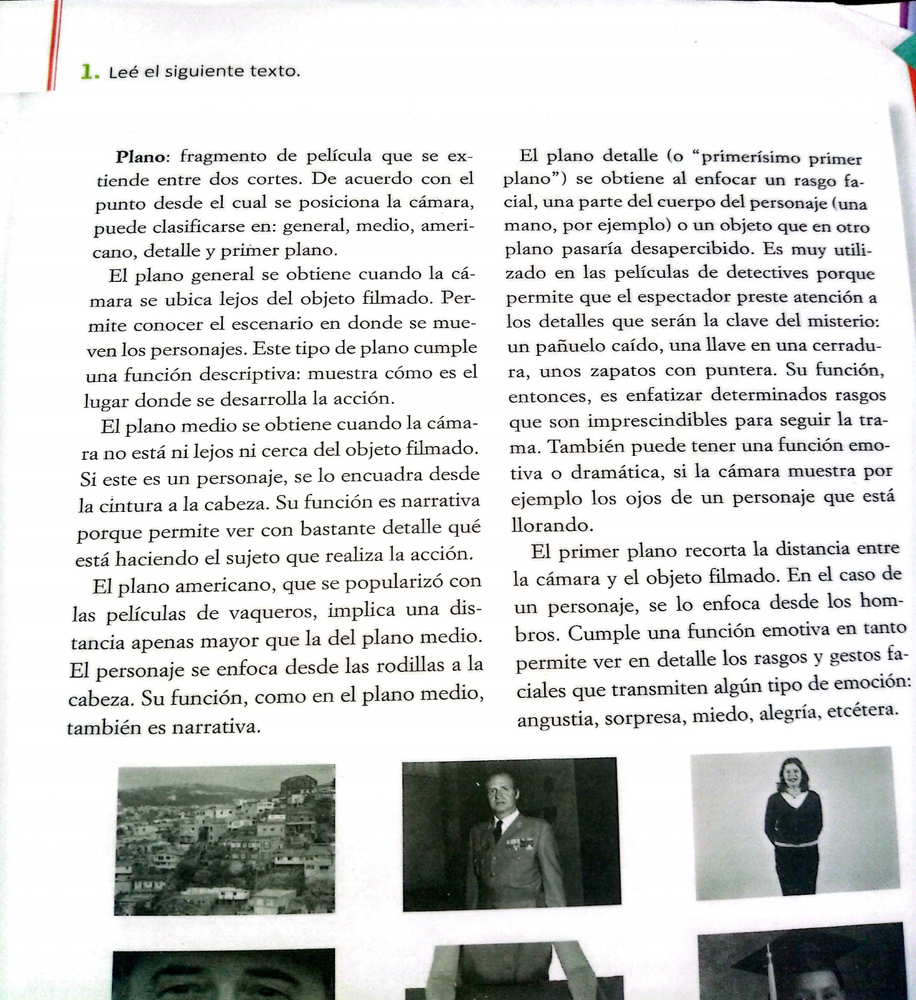 1. Leé el siguiente texto.
Plano: fragmento de película que se ex-
tiende entre dos cortes. De acuerdo con el
punto desde el cual se posiciona la cámara,
puede clasificarse en: general, medio, ameri-
cano, detalle y primer plano.
El plano general se obtiene cuando la cá-
mara se ubica lejos del objeto filmado. Per-
mite conocer el escenario en donde se mue-
ven los personajes. Este tipo de plano cumple
una función descriptiva: muestra cómo es el
lugar donde se desarrolla la acción.
El plano medio se obtiene cuando la cáma-
ra no está ni lejos ni cerca del objeto filmado.
Si este es un personaje, se lo encuadra desde
la cintura a la cabeza. Su función es narrativa
porque permite ver con bastante detalle qué
está haciendo el sujeto que realiza la acción.
El plano americano, que se popularizó con
las películas de vaqueros, implica una dis-
tancia apenas mayor que la del plano medio.
El personaje se enfoca desde las rodillas a la
cabeza. Su función, como en el plano medio,
también es narrativa.
El plano detalle (o “primerísimo primer
plano”) se obtiene al enfocar un rasgo fa-
cial, una parte del cuerpo del personaje (una
mano, por ejemplo) o un objeto que en otro
plano pasaría desapercibido. Es muy utili-
zado en las películas de detectives porque
permite que el espectador preste atención a
los detalles que serán la clave del misterio:
un pañuelo caído, una llave en una cerradu-
ra, unos zapatos con puntera. Su función,
entonces, es enfatizar determinados rasgos
que son imprescindibles para seguir la tra-
ma. También puede tener una función emo-
tiva o dramática, si la cámara muestra por
ejemplo los ojos de un personaje que está
llorando.
El primer plano recorta la distancia entre
la cámara y el objeto filmado. En el caso de
un personaje, se lo enfoca desde los hom-
bros. Cumple una función emotiva en tanto
permite ver en detalle los rasgos y gestos fa-
ciales que transmiten algún tipo de emoción:
angustia, sorpresa, miedo, alegría, etcétera.